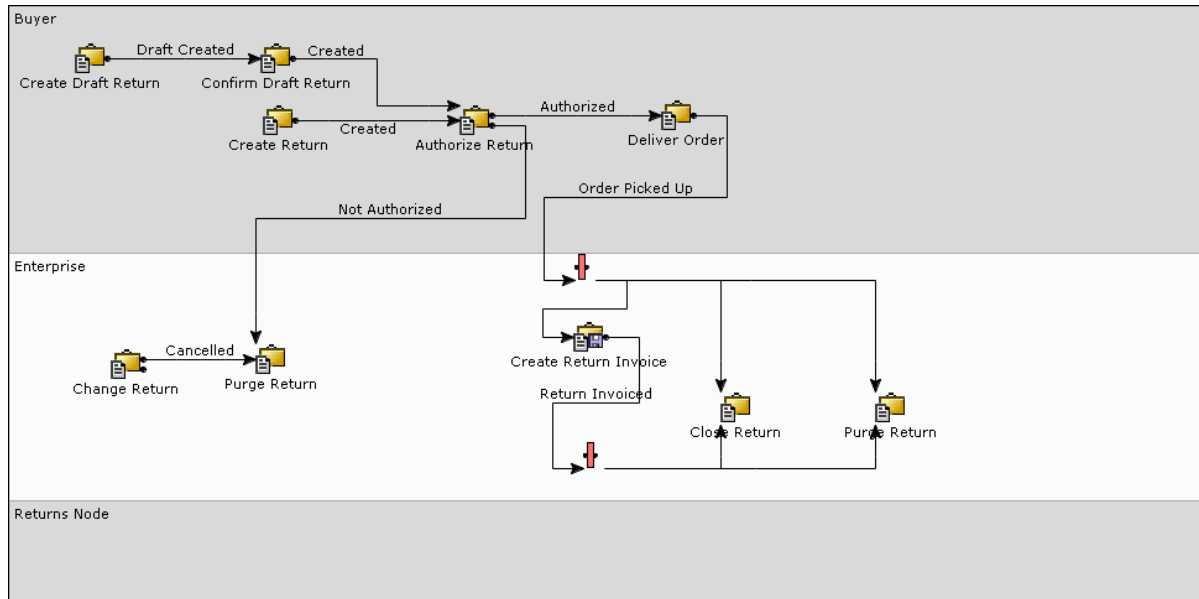 Buyer
Draft Created
Created
Create Draft Return
Confirm Draft Return
Authorized
Created
Create Return
Authorize Return
Deliver Order
Order Picked Up
Not Authorized
Enterprise
Cancelled
Create Return Invoice
Change Return
Purge Return
Return Invoiced
Close Return
Purge Return
Returns Node